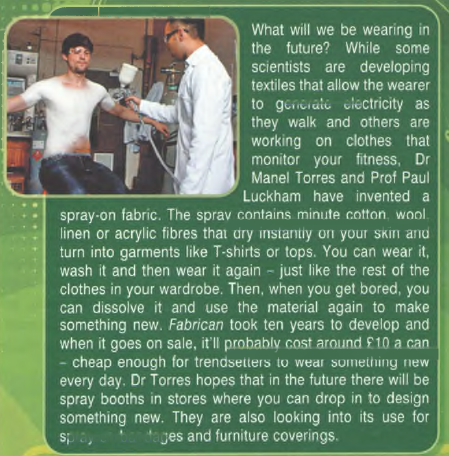 What will we be wearing in
the future? While some
scientists are developing
textiles that allow the wearer
to generate electricity as
they walk and others are
working on clothes that
monitor your fitness, Dr
Manel Torres and Prof Paul
Luckham have invented a
spray-on fabric. The spray contains minute cotton, wool,
linen or acrylic fibres that dry instantly on your skin and
turn into garments like T-shirts or tops. You can wear it,
wash it and then wear it again – just like the rest of the
clothes in your wardrobe. Then, when you get bored, you
can dissolve it and use the material again to make
something new. Fabrican took ten years to develop and
when it goes on sale, it'll probably cost around £10 a can
– cheap enough for trendsetters to wear something new
every day. Dr Torres hopes that in the future there will be
spray booths in stores where you can drop in to design
something new. They are also looking into its use for
and furniture coverings.